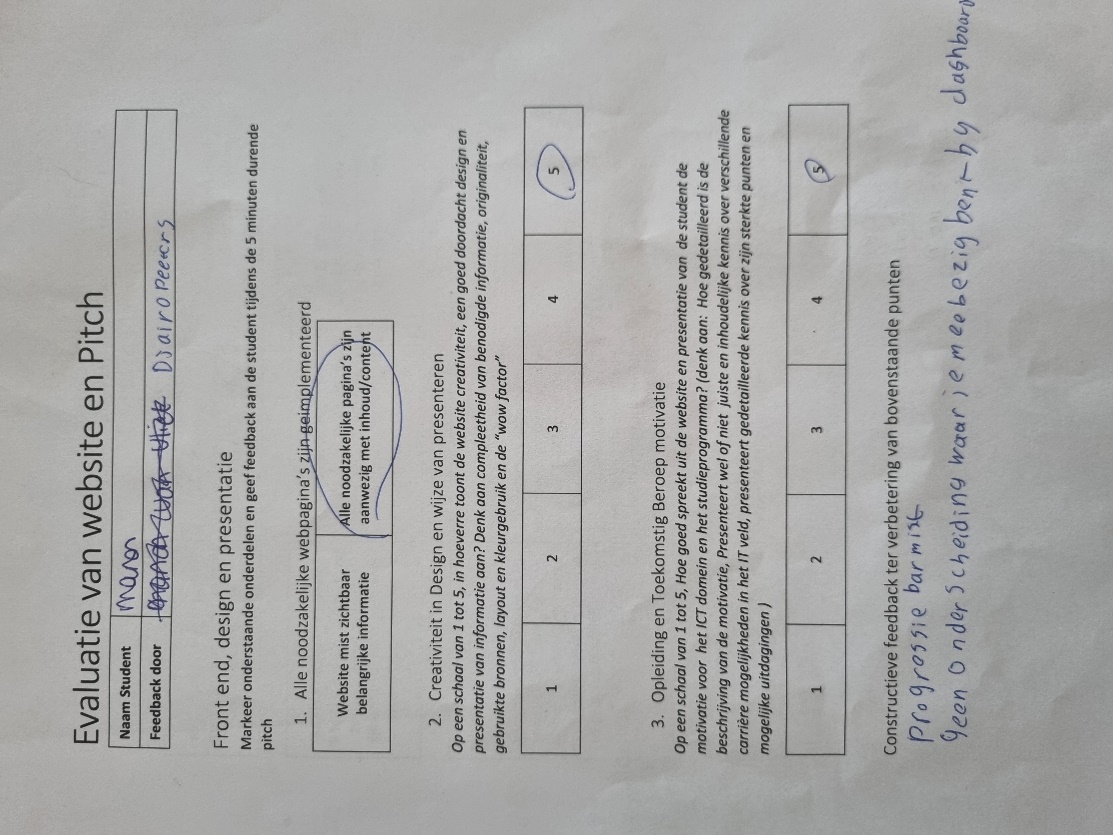 Evaluatie van website en Pitch
Naam Student manon
Feedback door Djairo Peeers
Front end, design en presentatie
Markeer onderstaande onderdelen en geef feedback aan de student tijdens de 5 minuten durende
pitch
1. Alle noodzakelijke webpagina's zijn geimplementeerd
Website mist zichtbaar
belangrijke informatie
Alle noodzakelijke pagina's zijn
aanwezig met inhoud/content
2. Creativiteit in Design en wijze van presenteren
Op een schaal van 1 tot 5, in hoeverre toont de website creativiteit, een goed doordacht design en
presentatie van informatie aan? Denk aan compleetheid van benodigde informatie, originaliteit,
gebruikte bronnen, layout en kleurgebruik en de "wow factor"
1 2 3 4 5
3. Opleiding en Toekomstig Beroep motivatie
Op een schaal van 1 tot 5, Hoe goed spreekt uit de website en presentatie van de student de
motivatie voor het ICT domein en het studieprogramma? (denk aan: Hoe gedetailleerd is de
beschrijving van de motivatie, Presenteert wel of niet juiste en inhoudelijke kennis over verschillende
carrière mogelijkheden in het IT veld, presenteert gedetailleerde kennis over zijn sterkte punten en
mogelijke uitdagingen )
1 2 3 4 5
Constructieve feedback ter verbetering van bovenstaande punten
Progrossie bar mist
Geen onderscheiding waar je mee bezig bent by dashboard